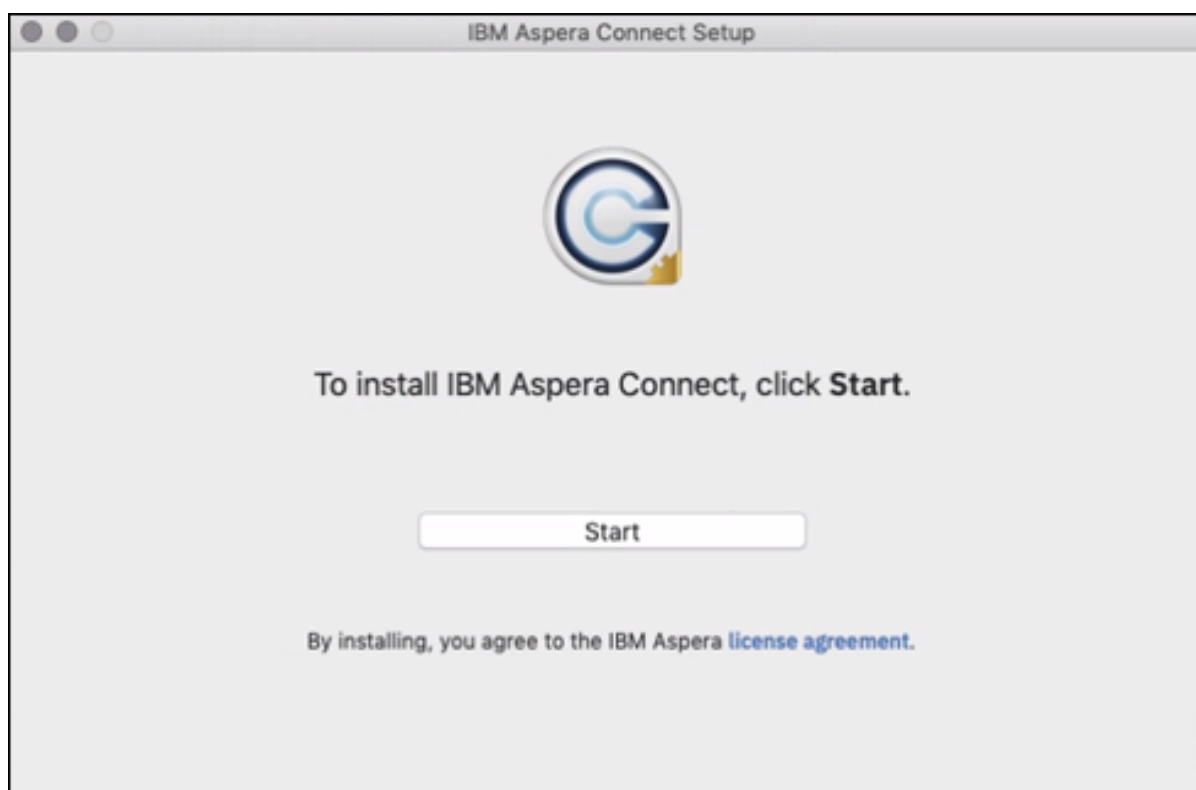 IBM Aspera Connect Setup
To install IBM Aspera Connect, click Start.
Start
By installing, you agree to the IBM Aspera license agreement.